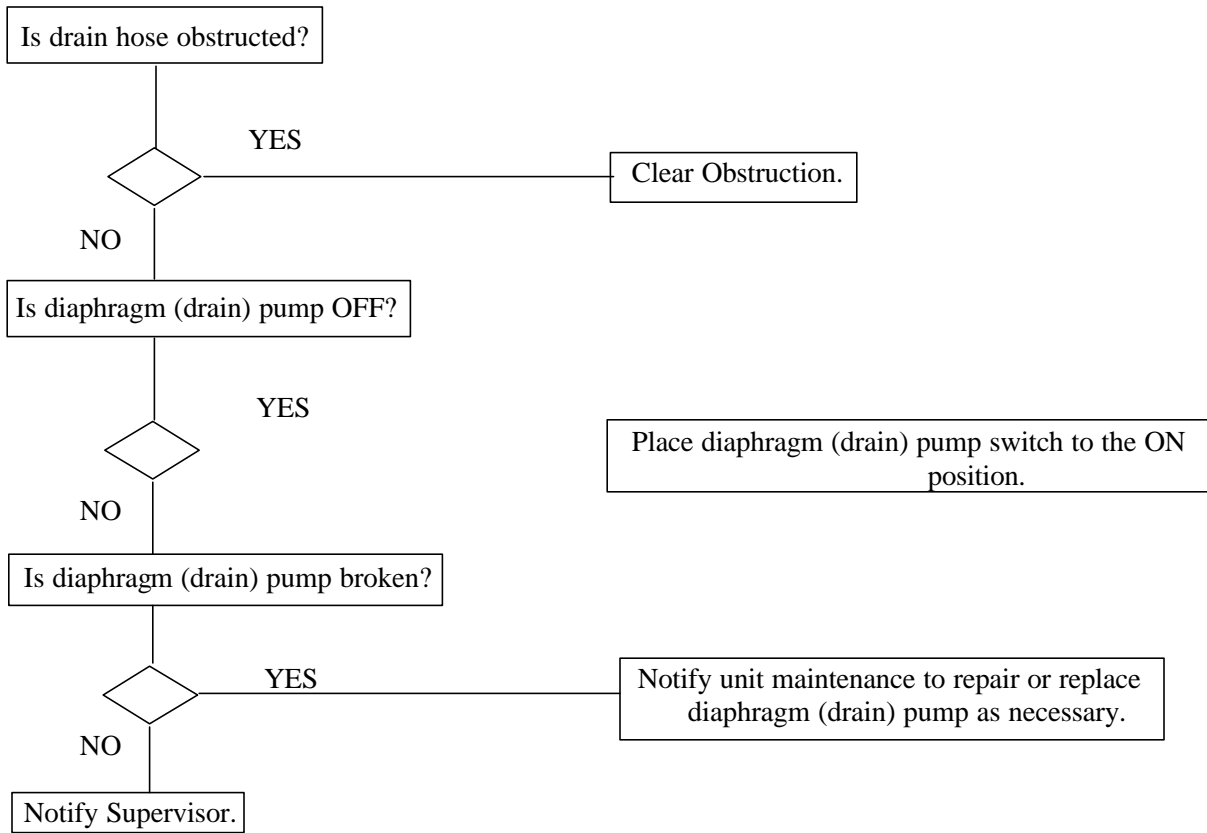 Is drain hose obstructed?
YES
Clear Obstruction.
NO
Is diaphragm (drain) pump OFF?
YES
Place diaphragm (drain) pump switch to the ON
position.
NO
Is diaphragm (drain) pump broken?
YES
Notify unit maintenance to repair or replace
diaphragm (drain) pump as necessary.
NO
Notify Supervisor.